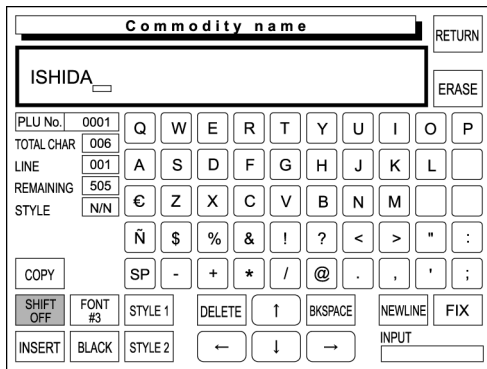 Commodity name
RETURN
ISHIDA_
ERASE
PLU No. 0001
TOTAL CHAR 006
LINE 001
REMAINING 505
STYLE N/N
Q W E R T Y U I O P
A S D F G H J K L
€ Z X C V B N M
Ñ $ % & ! ? < > " :
COPY SP - + * / @ . , ' ;
SHIFT OFF FONT #3 STYLE 1 DELETE ↑ BKSPACE NEWLINE FIX
INSERT BLACK STYLE 2 ← ↓ → INPUT